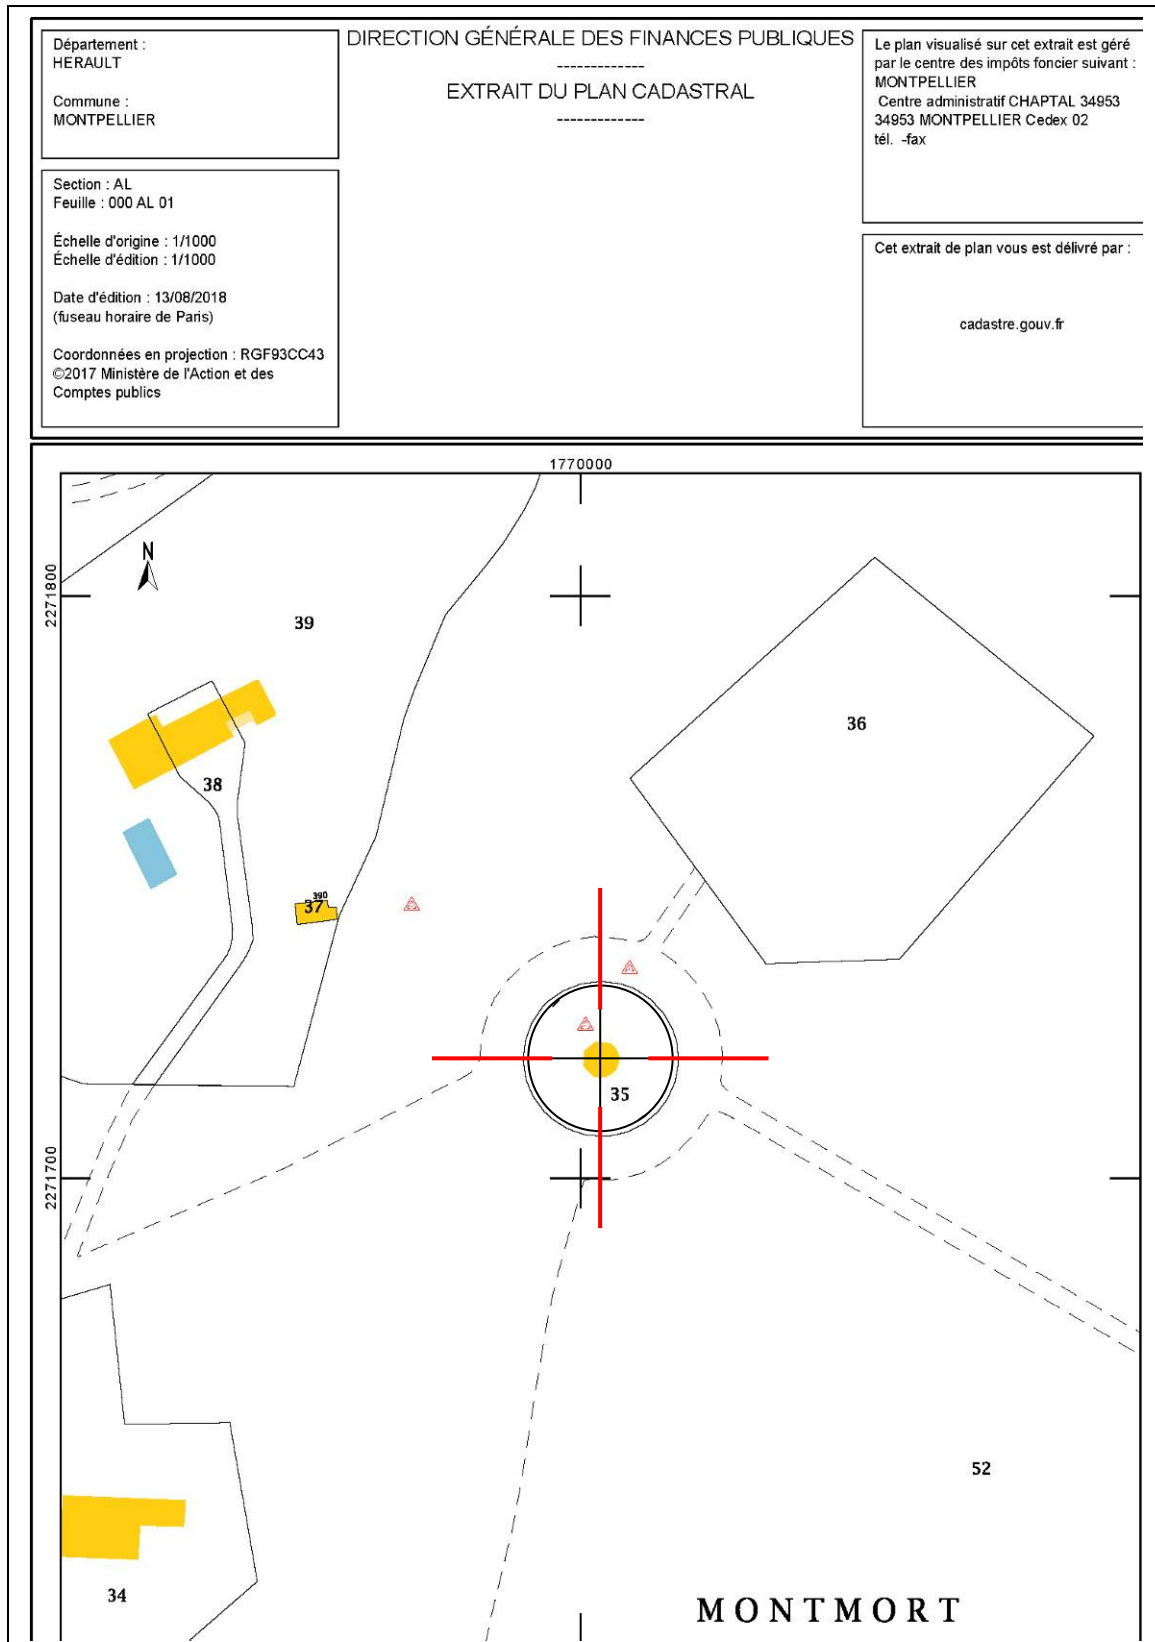 Département :
HERAULT
Commune :
MONTPELLIER
Section : AL
Feuille : 000 AL 01
Échelle d'origine : 1/1000
Échelle d'édition : 1/1000
Date d'édition : 13/08/2018
(fuseau horaire de Paris)
Coordonnées en projection : RGF93CC43
©2017 Ministère de l'Action et des
Comptes publics
DIRECTION GÉNÉRALE DES FINANCES PUBLIQUES
-------------
EXTRAIT DU PLAN CADASTRAL
-------------
Le plan visualisé sur cet extrait est géré
par le centre des impôts foncier suivant :
MONTPELLIER
Centre administratif CHAPTAL 34953
34953 MONTPELLIER Cedex 02
tél. -fax
Cet extrait de plan vous est délivré par :
cadastre.gouv.fr
1770000
N
2271800
39
36
38
390
37
35
2271700
52
34
MONTMORT